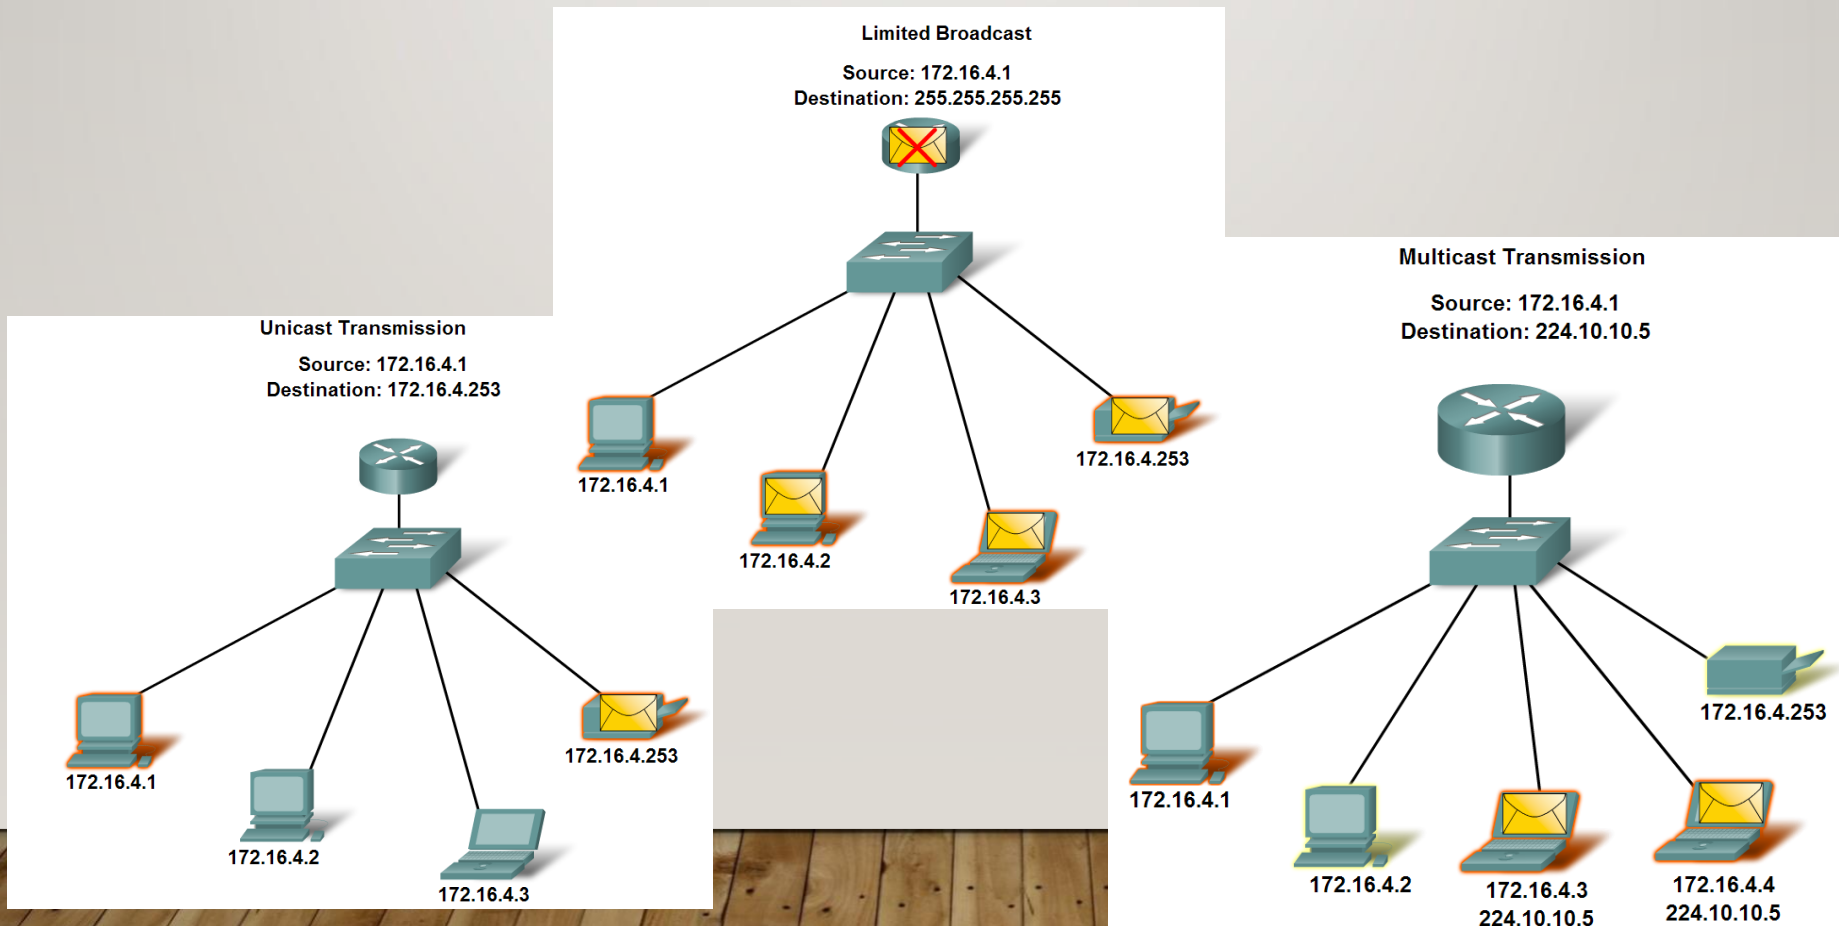 Limited Broadcast
Source: 172.16.4.1
Destination: 255.255.255.255
172.16.4.1
172.16.4.2
172.16.4.3
172.16.4.253
Unicast Transmission
Source: 172.16.4.1
Destination: 172.16.4.253
172.16.4.1
172.16.4.2
172.16.4.3
172.16.4.253
Multicast Transmission
Source: 172.16.4.1
Destination: 224.10.10.5
172.16.4.1
172.16.4.2
172.16.4.3
224.10.10.5
172.16.4.4
224.10.10.5
172.16.4.253